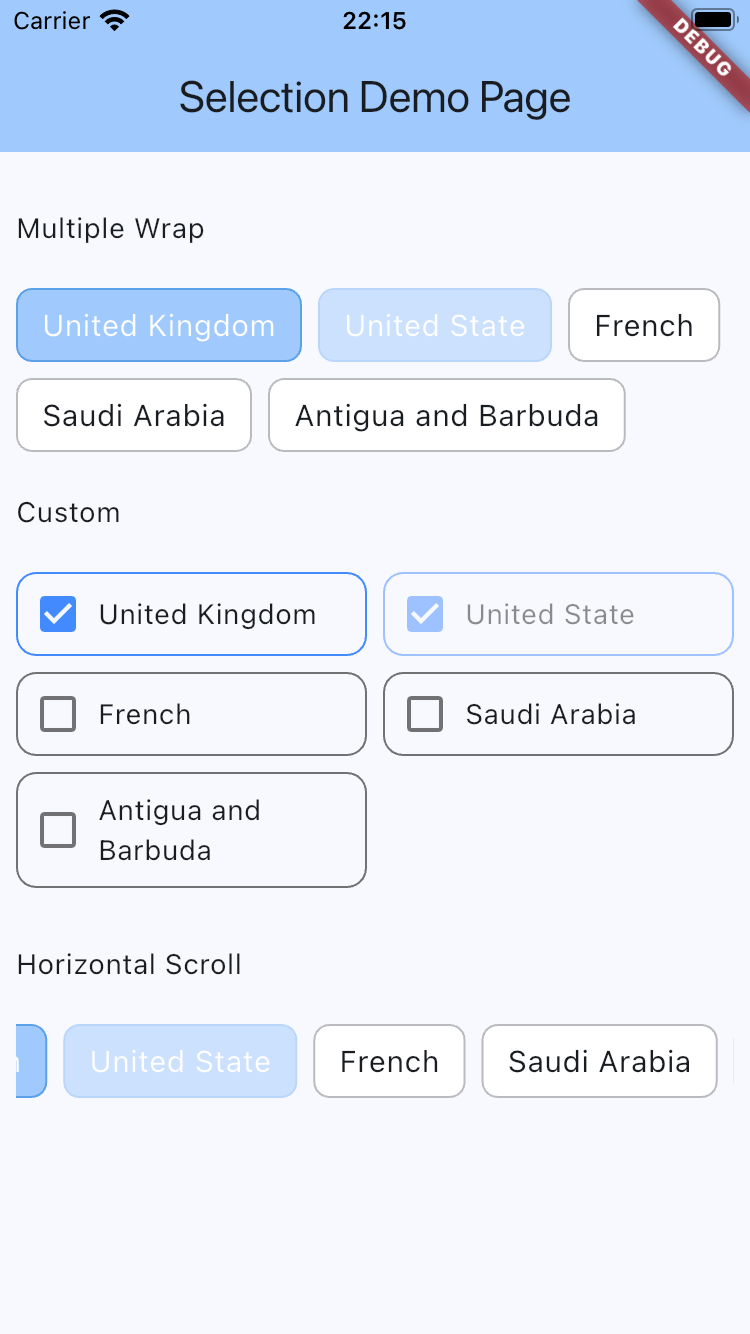 Carrier 22:15
DEBUG
Selection Demo Page
Multiple Wrap
United Kingdom United State French
Saudi Arabia Antigua and Barbuda
Custom
United Kingdom United State
French Saudi Arabia
Antigua and
Barbuda
Horizontal Scroll
United State French Saudi Arabia